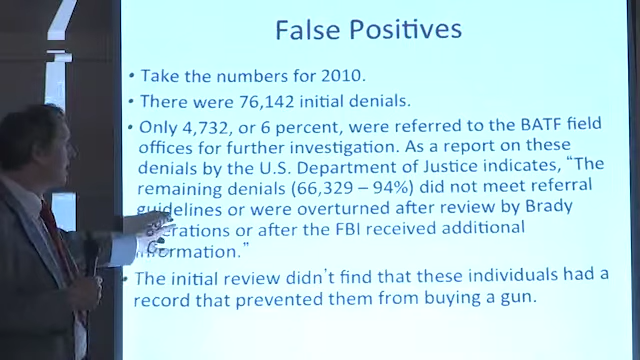 False Positives
• Take the numbers for 2010.
• There were 76,142 initial denials.
• Only 4,732, or 6 percent, were referred to the BATF field
offices for further investigation. As a report on these
denials by the U.S. Department of Justice indicates, “The
remaining denials (66,329 – 94%) did not meet referral
guidelines or were overturned after review by Brady
or after the FBI received additional
information.”
• The initial review didn’t find that these individuals had a
record that prevented them from buying a gun.